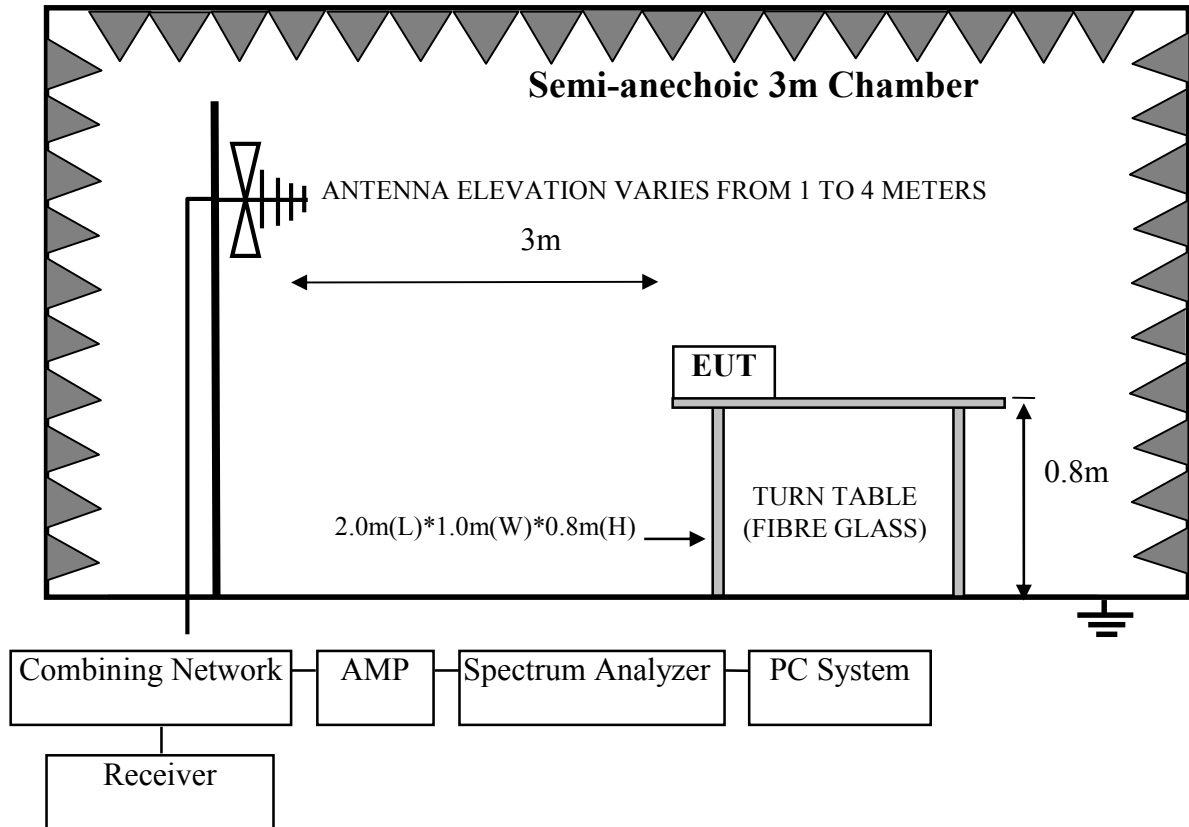 Semi-anechoic 3m Chamber
ANTENNA ELEVATION VARIES FROM 1 TO 4 METERS
3m
EUT
0.8m
TURN TABLE
(FIBRE GLASS)
2.0m(L)*1.0m(W)*0.8m(H)
Combining Network
AMP
Spectrum Analyzer
PC System
Receiver